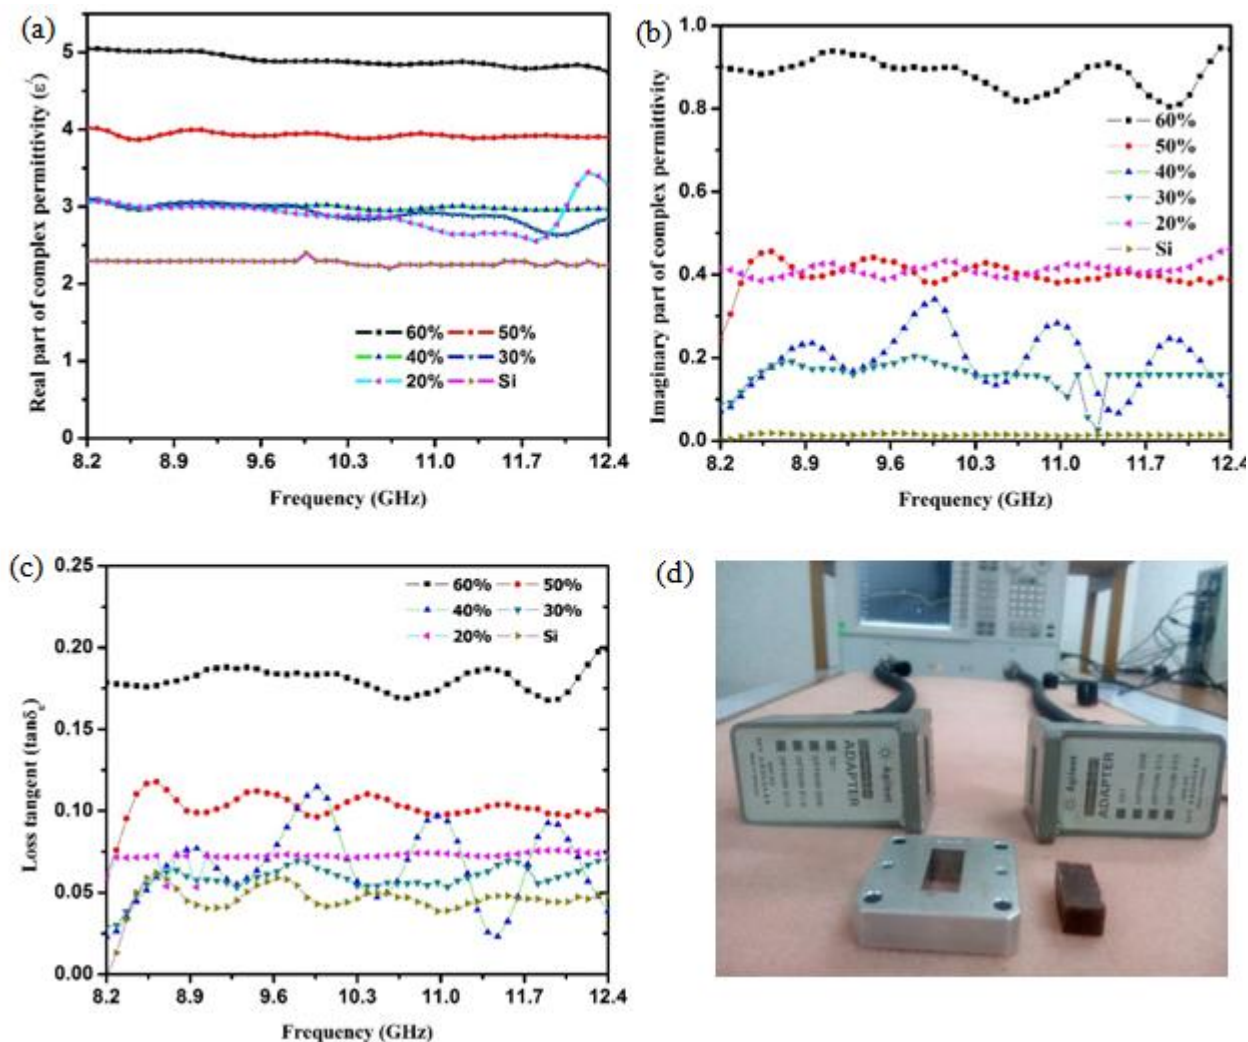 (a)
Real part of complex permittivity (ε')
5
4
3
2
1
0
60% 50%
40% 30%
20% Si
8.2 8.9 9.6 10.3 11.0 11.7 12.4
Frequency (GHz)
(b)
Imaginary part of complex permittivity
1.0
0.8
0.6
0.4
0.2
0.0
60%
50%
40%
30%
20%
Si
8.2 8.9 9.6 10.3 11.0 11.7 12.4
Frequency (GHz)
(c)
Loss tangent (tanδε)
0.25
0.20
0.15
0.10
0.05
0.00
60% 50%
40% 30%
20% Si
8.2 8.9 9.6 10.3 11.0 11.7 12.4
Frequency (GHz)
(d)
Agilent
ADAPTER
Agilent
ADAPTER